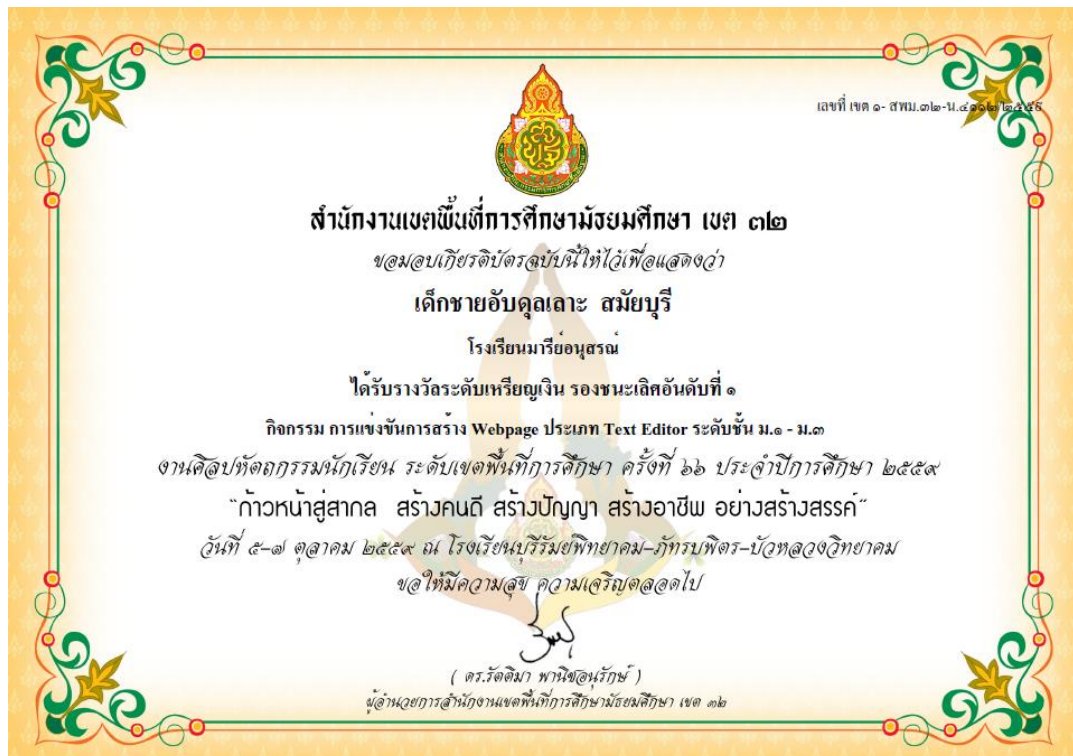 เลขที่ เขต ๑- สพม.๓๒-น.๔๑๑๒/๒๕๕๙
สำนักงานเขตพื้นที่การศึกษามัธยมศึกษา เขต ๓๒
ขอมอบเกียรติบัตรฉบับนี้ให้ไว้เพื่อแสดงว่า
เด็กชายอับดุลเลาะ สมัยบุรี
โรงเรียนมารีย์อนุสรณ์
ได้รับรางวัลระดับเหรียญเงิน รองชนะเลิศอันดับที่ ๑
กิจกรรม การแข่งขันการสร้าง Webpage ประเภท Text Editor ระดับชั้น ม.๑ - ม.๓
งานศิลปหัตถกรรมนักเรียน ระดับเขตพื้นที่การศึกษา ครั้งที่ ๖๖ ประจำปีการศึกษา ๒๕๕๙
"ก้าวหน้าสู่สากล สร้างคนดี สร้างปัญญา สร้างอาชีพ อย่างสร้างสรรค์"
วันที่ ๕-๗ ตุลาคม ๒๕๕๙ ณ โรงเรียนบุรีรัมย์พิทยาคม-ภัทรบพิตร-บัวหลวงวิทยาคม
ขอให้มีความสุข ความเจริญตลอดไป
( ดร.รัตติมา พานิชอนุรักษ์ )
ผู้อำนวยการสำนักงานเขตพื้นที่การศึกษามัธยมศึกษา เขต ๓๒